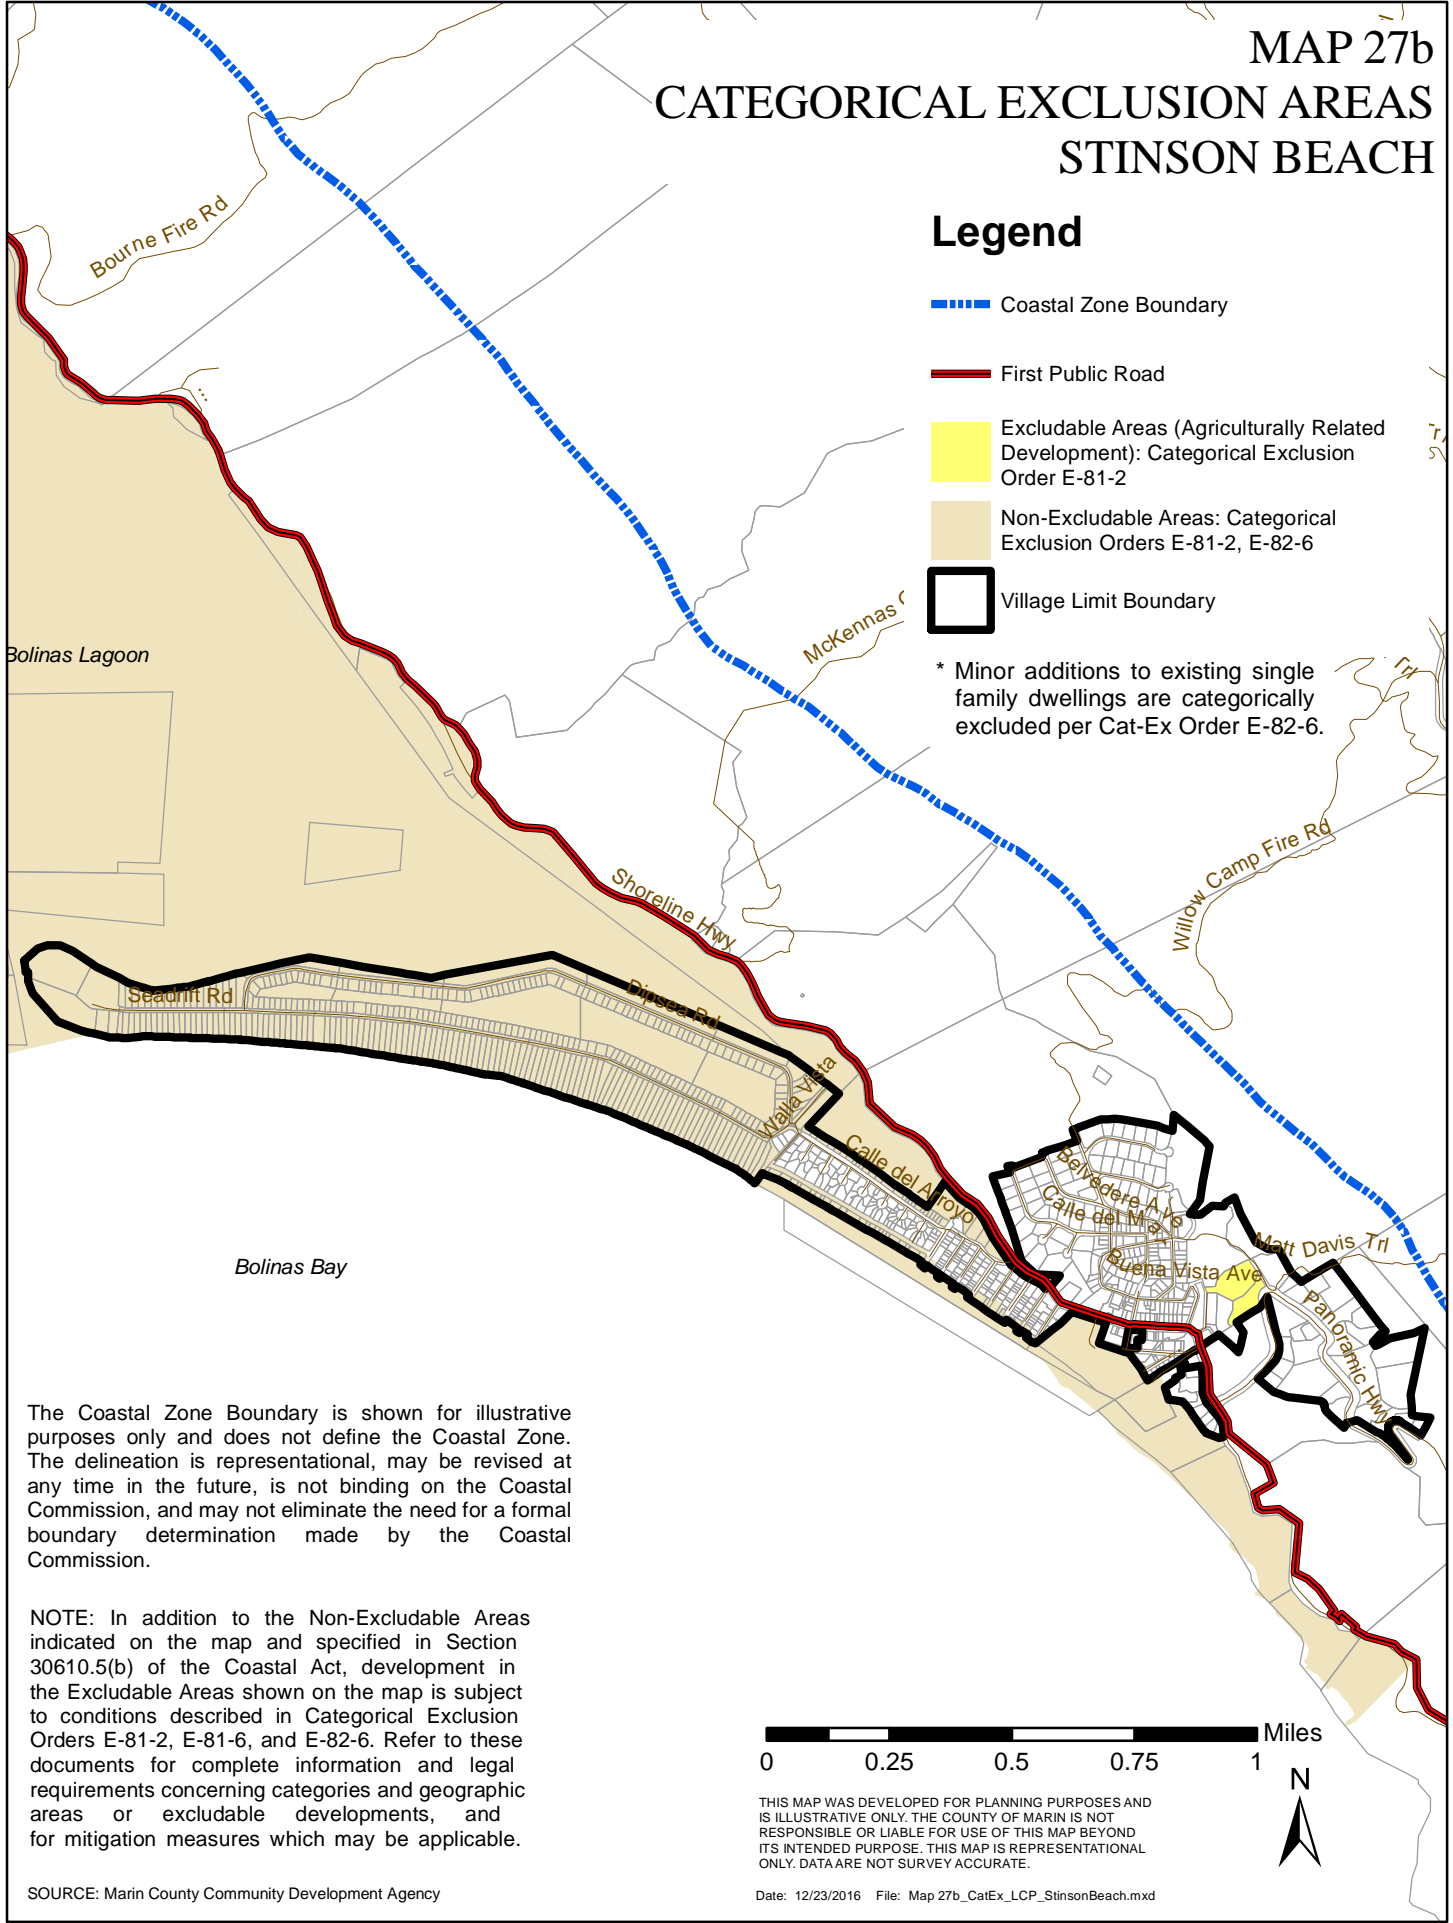 MAP 27b
CATEGORICAL EXCLUSION AREAS
STINSON BEACH
Legend
Coastal Zone Boundary
First Public Road
Excludable Areas (Agriculturally Related
Development): Categorical Exclusion
Order E-81-2
Non-Excludable Areas: Categorical
Exclusion Orders E-81-2, E-82-6
Village Limit Boundary
* Minor additions to existing single
family dwellings are categorically
excluded per Cat-Ex Order E-82-6.
Bourne Fire Rd
...
McKennas
Trl
Bolinas Lagoon
Willow Camp Fire Rd
Shoreline Hwy
Seadrift Rd
Dipsea Rd
Walla Vista
Calle del Arroyo
Belvedere Ave
Calle del Mar
Matt Davis Trl
Buena Vista Ave
Panoramic Hwy
Bolinas Bay
The Coastal Zone Boundary is shown for illustrative
purposes only and does not define the Coastal Zone.
The delineation is representational, may be revised at
any time in the future, is not binding on the Coastal
Commission, and may not eliminate the need for a formal
boundary determination made by the Coastal
Commission.
NOTE: In addition to the Non-Excludable Areas
indicated on the map and specified in Section
30610.5(b) of the Coastal Act, development in
the Excludable Areas shown on the map is subject
to conditions described in Categorical Exclusion
Orders E-81-2, E-81-6, and E-82-6. Refer to these
documents for complete information and legal
requirements concerning categories and geographic
areas or excludable developments, and
for mitigation measures which may be applicable.
SOURCE: Marin County Community Development Agency
Miles
0 0.25 0.5 0.75 1
N
THIS MAP WAS DEVELOPED FOR PLANNING PURPOSES AND
IS ILLUSTRATIVE ONLY. THE COUNTY OF MARIN IS NOT
RESPONSIBLE OR LIABLE FOR USE OF THIS MAP BEYOND
ITS INTENDED PURPOSE. THIS MAP IS REPRESENTATIONAL
ONLY. DATA ARE NOT SURVEY ACCURATE.
Date: 12/23/2016 File: Map 27b_CatEx_LCP_StinsonBeach.mxd